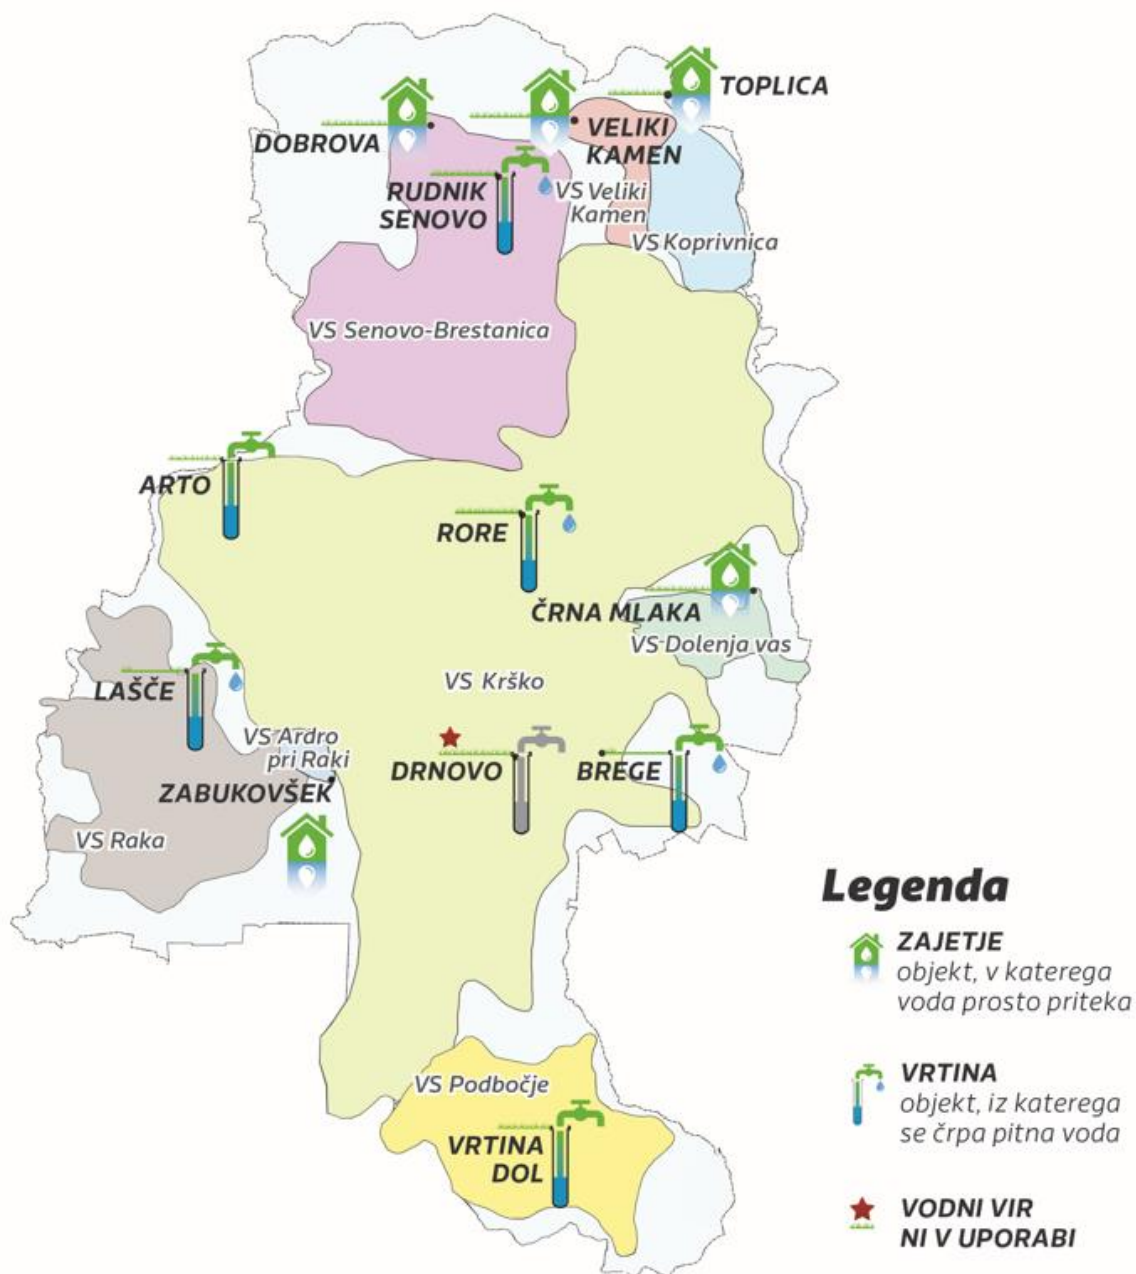 TOPLICA
DOBROVA
VELIKI
KAMEN
RUDNIK
SENOVO
VS Veliki
Kamen
VS Koprivnica
VS Senovo-Brestanica
ARTO
RORE
ČRNA MLAKA
VS Dolenja vas
LAŠČE
VS Krško
VS Ardro
pri Raki
DRNOVO
BREGE
ZABUKOVŠEK
VS Raka
Legenda
ZAJETJE
objekt, v katerega
voda prosto priteka
VRTINA
objekt, iz katerega
se črpa pitna voda
VODNI VIR
NI V UPORABI
VS Podbočje
VRTINA
DOL